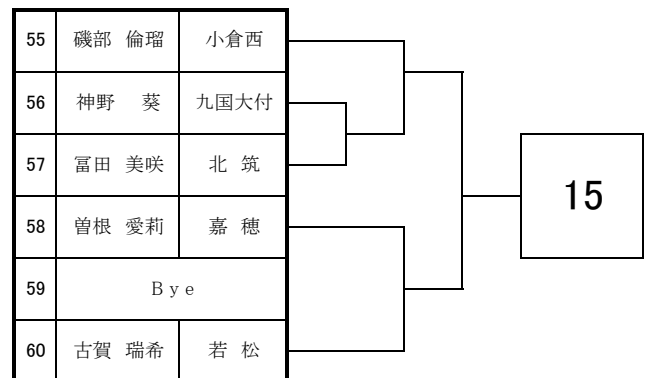 55 磯部 倫瑠 小倉西
56 神野 葵 九国大付
57 冨田 美咲 北 筑
58 曽根 愛莉 嘉 穂
59 Bye
60 古賀 瑞希 若 松
15